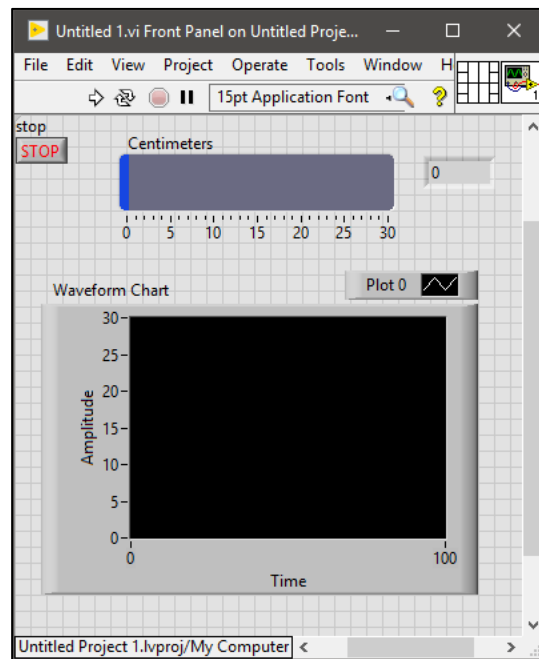 Untitled 1.vi Front Panel on Untitled Proje...
File Edit View Project Operate Tools Window H
15pt Application Font
1
stop
STOP
Centimeters
0
0 5 10 15 20 25 30
Waveform Chart
Plot 0
30
25
20
15
10
5
0
Amplitude
0 100
Time
Untitled Project 1.lvproj/My Computer